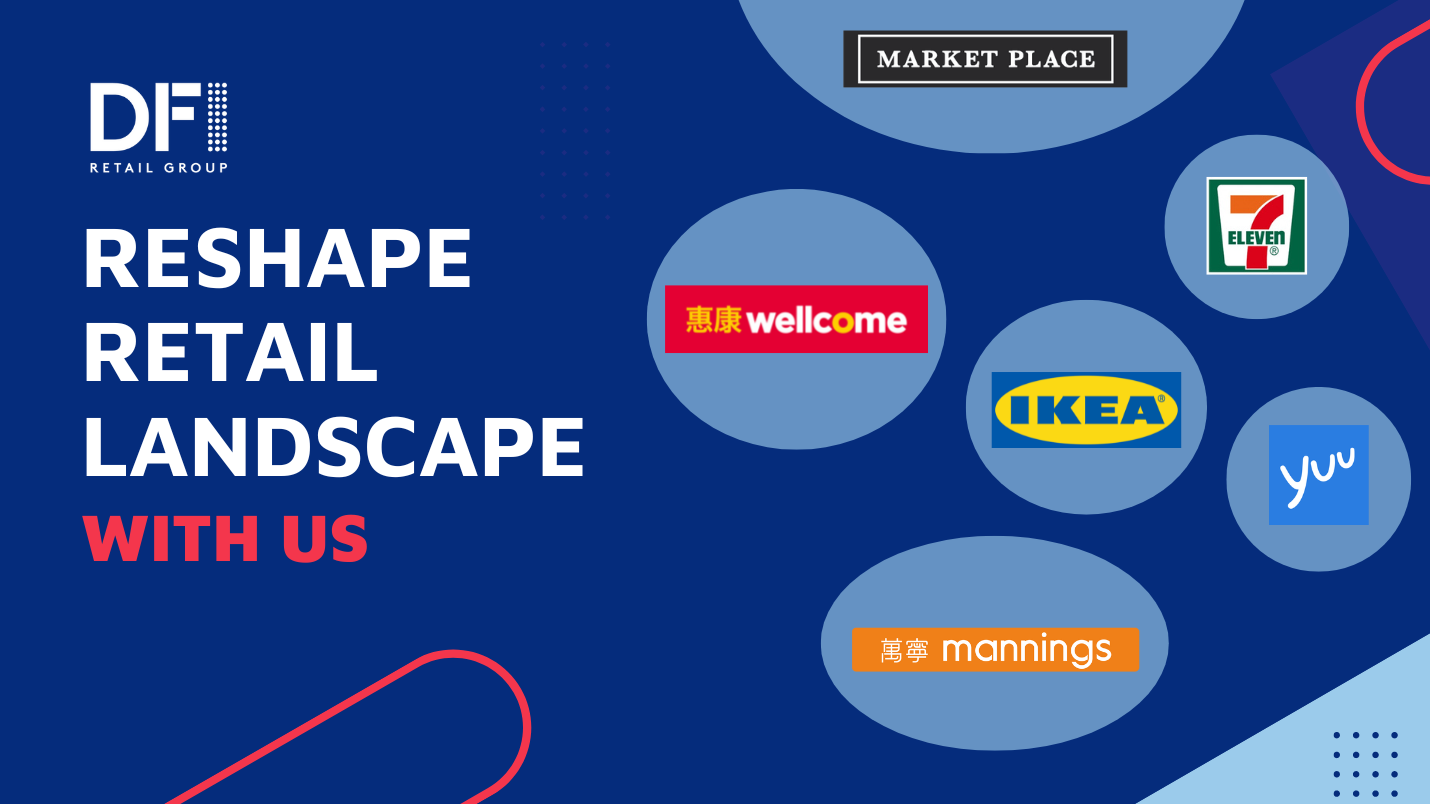 DFI
RETAIL GROUP
RESHAPE
RETAIL
LANDSCAPE
WITH US
MARKET PLACE
7
ELEVEN
®
惠康 wellcome
IKEA®
yuu
萬寧 mannings